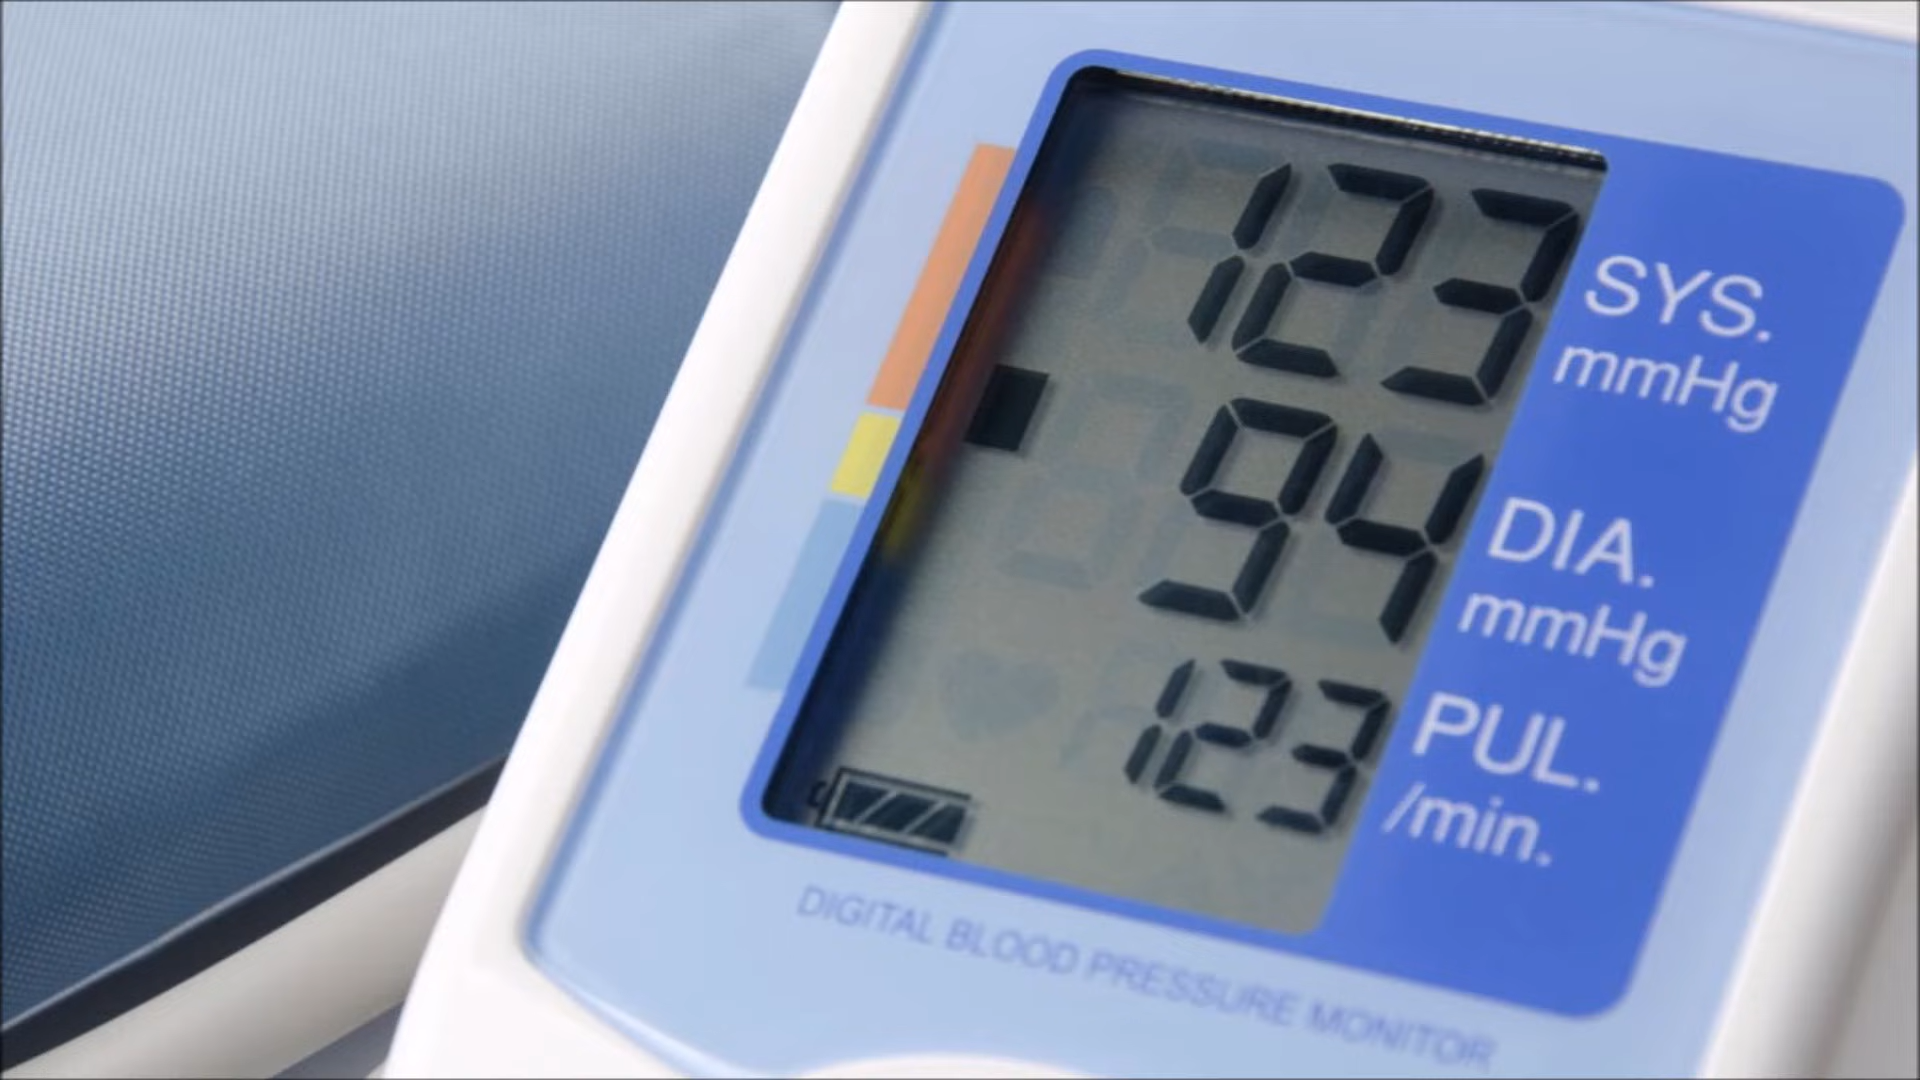 123
SYS.
mmHg
94
DIA.
mmHg
123
PUL.
/min.
DIGITAL BLOOD PRESSURE MONITOR